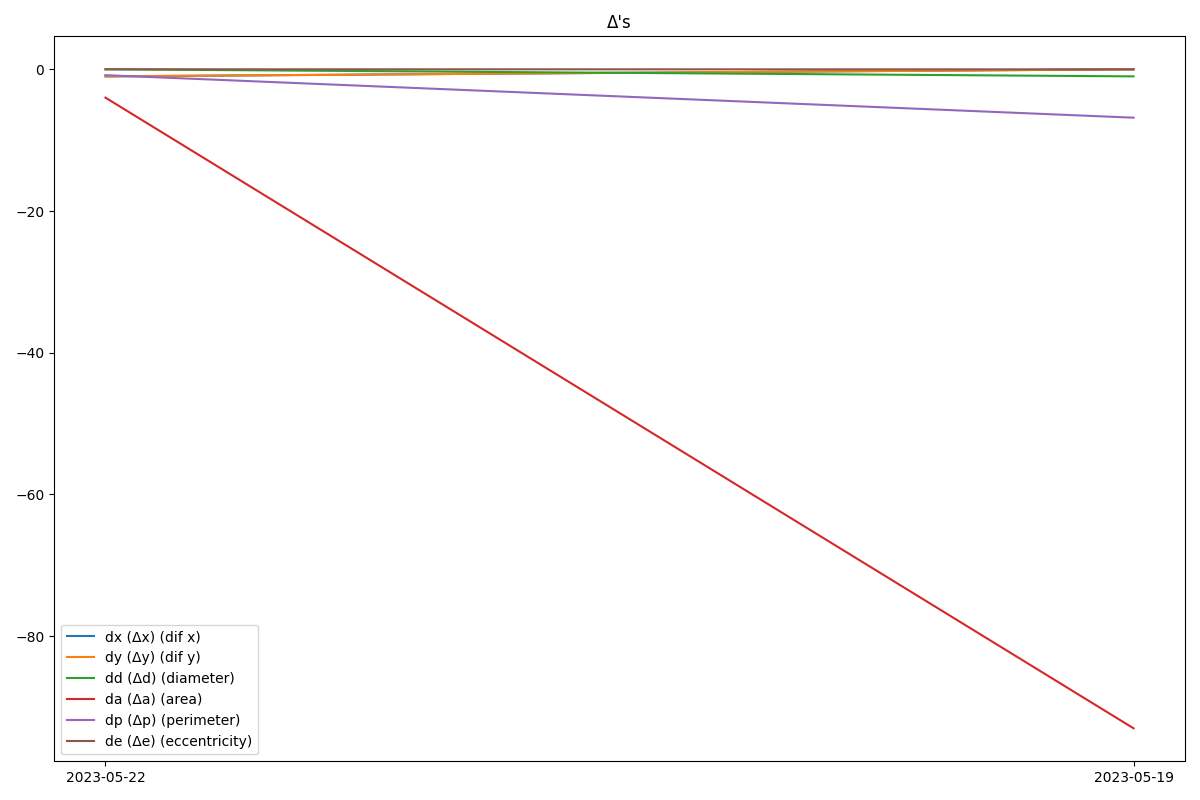 Δ's
0
−20
−40
−60
−80
dx (Δx) (dif x)
dy (Δy) (dif y)
dd (Δd) (diameter)
da (Δa) (area)
dp (Δp) (perimeter)
de (Δe) (eccentricity)
2023-05-22 2023-05-19